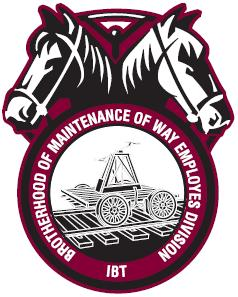 BROTHERHOOD OF MAINTENANCE OF WAY EMPLOYES DIVISION
IBT